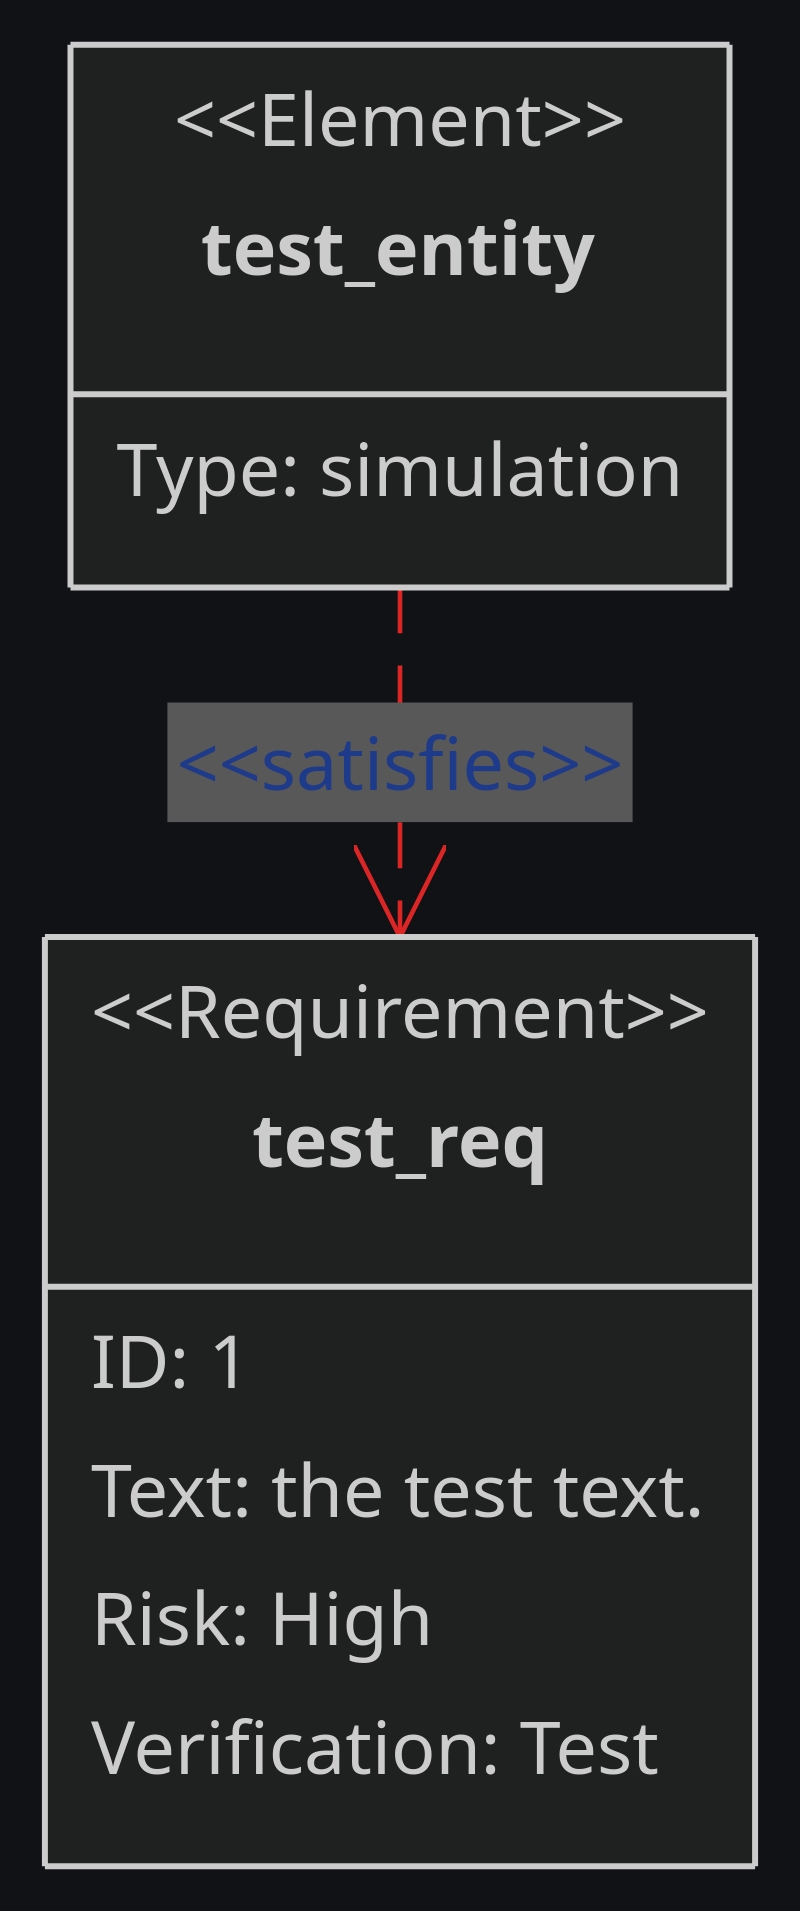 <<Element>>
test_entity
Type: simulation
<<satisfies>>
<<Requirement>>
test_req
ID: 1
Text: the test text.
Risk: High
Verification: Test